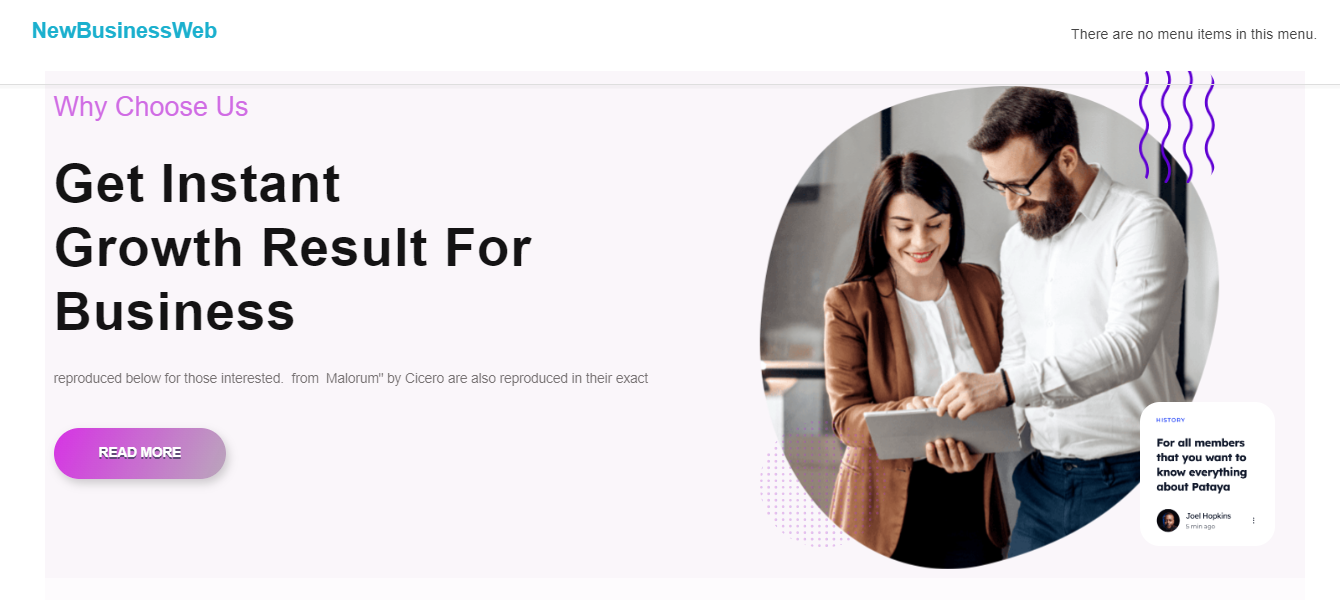 NewBusinessWeb
There are no menu items in this menu.
Why Choose Us
Get Instant
Growth Result For
Business
reproduced below for those interested.  from  Malorum" by Cicero are also reproduced in their exact
READ MORE
HISTORY
For all members
that you want to
know everything
about Pataya
Joel Hopkins
5 min ago